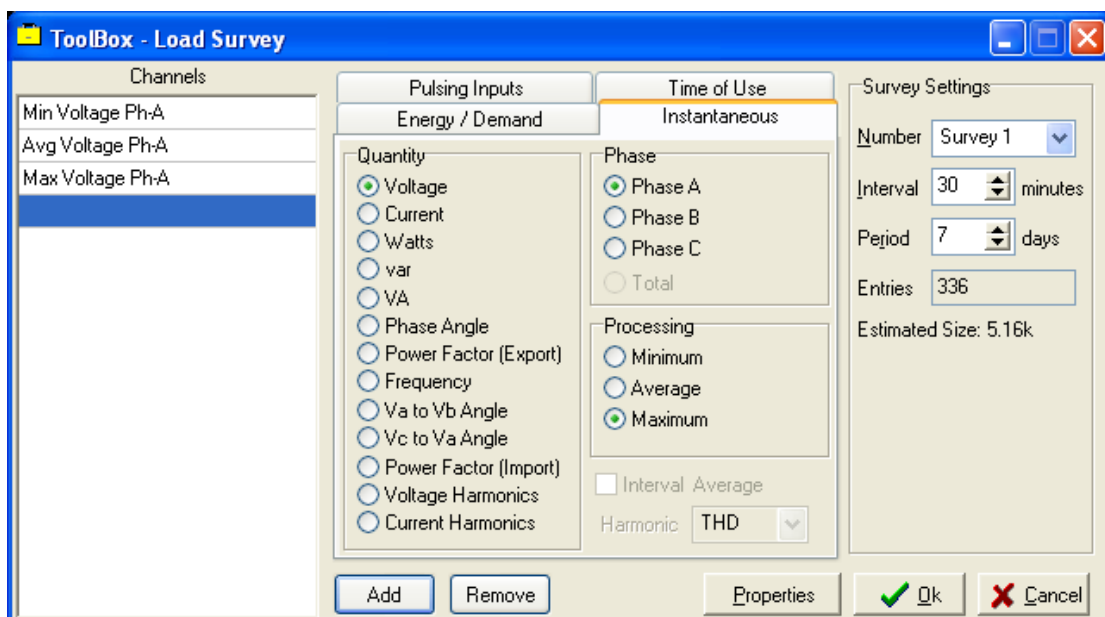 ToolBox - Load Survey
Channels
Min Voltage Ph-A
Avg Voltage Ph-A
Max Voltage Ph-A
Pulsing Inputs
Time of Use
Energy / Demand
Instantaneous
Quantity
Voltage
Current
Watts
var
VA
Phase Angle
Power Factor (Export)
Frequency
Va to Vb Angle
Vc to Va Angle
Power Factor (Import)
Voltage Harmonics
Current Harmonics
Phase
Phase A
Phase B
Phase C
Total
Processing
Minimum
Average
Maximum
Interval Average
Harmonic THD
Survey Settings
Number Survey 1
Interval 30 minutes
Period 7 days
Entries 336
Estimated Size: 5.16k
Add
Remove
Properties
Ok
Cancel